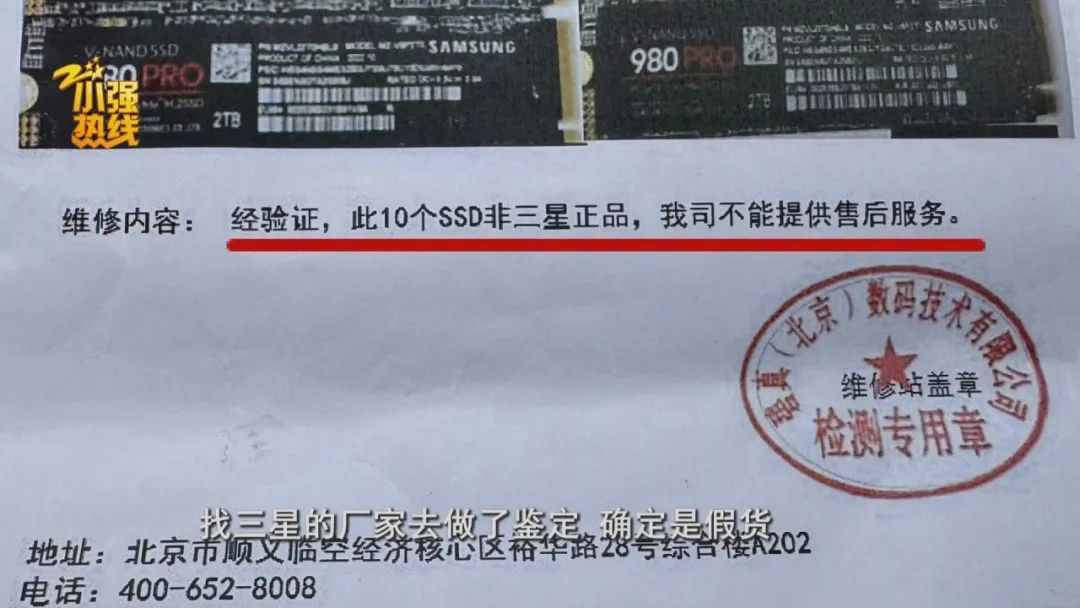 V-NAND SSD
SAMSUNG
980 PRO
2TB
小强热线
SAMSUNG
980 PRO
2TB
维修内容： 经验证，此10个SSD非三星正品，我司不能提供售后服务。
（北京）数码技术有限公司
维修站盖章
检测专用章
找三星的厂家去做了鉴定 确定是假货
地址：北京市顺义临空经济核心区裕华路28号综合楼A202
电话：400-652-8008